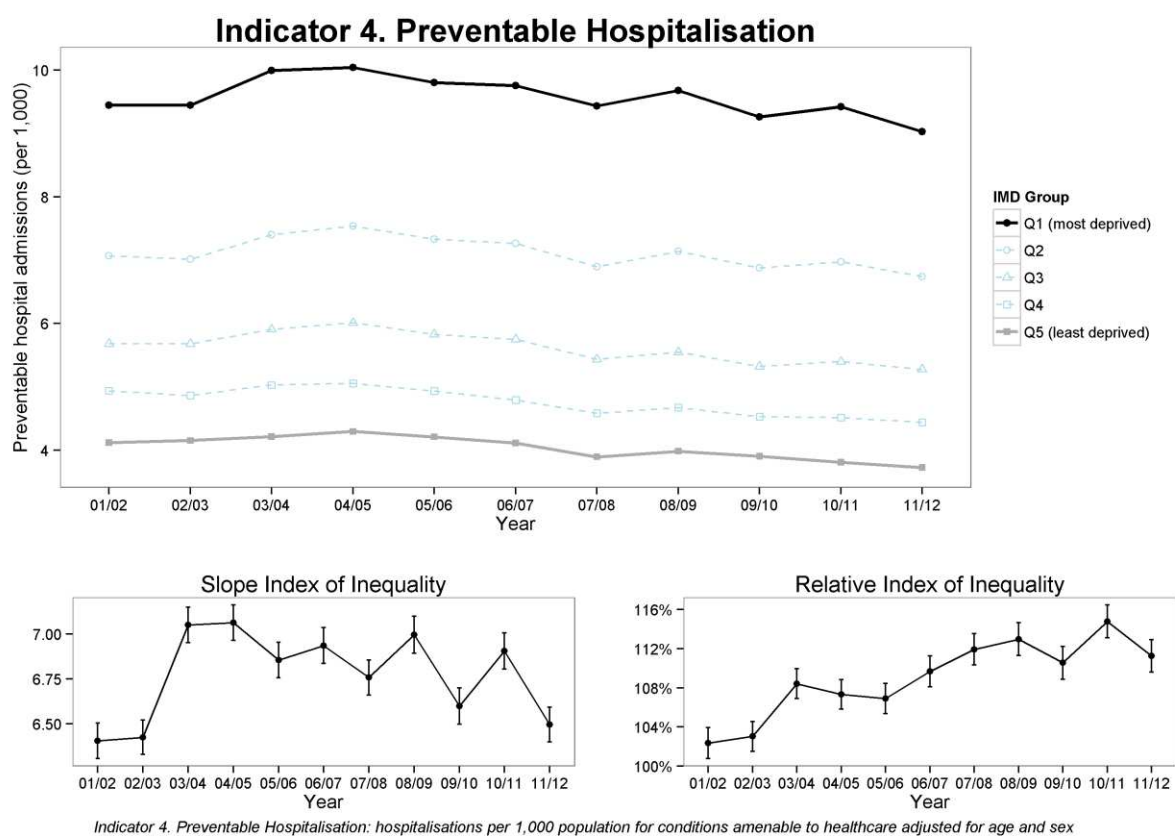 Indicator 4. Preventable Hospitalisation
Preventable hospital admissions (per 1,000)
10
8
6
4
01/02 02/03 03/04 04/05 05/06 06/07 07/08 08/09 09/10 10/11 11/12
Year
IMD Group
Q1 (most deprived)
Q2
Q3
Q4
Q5 (least deprived)
Slope Index of Inequality
7.00
6.75
6.50
01/02 02/03 03/04 04/05 05/06 06/07 07/08 08/09 09/10 10/11 11/12
Year
Relative Index of Inequality
116%
112%
108%
104%
100%
01/02 02/03 03/04 04/05 05/06 06/07 07/08 08/09 09/10 10/11 11/12
Year
Indicator 4. Preventable Hospitalisation: hospitalisations per 1,000 population for conditions amenable to healthcare adjusted for age and sex